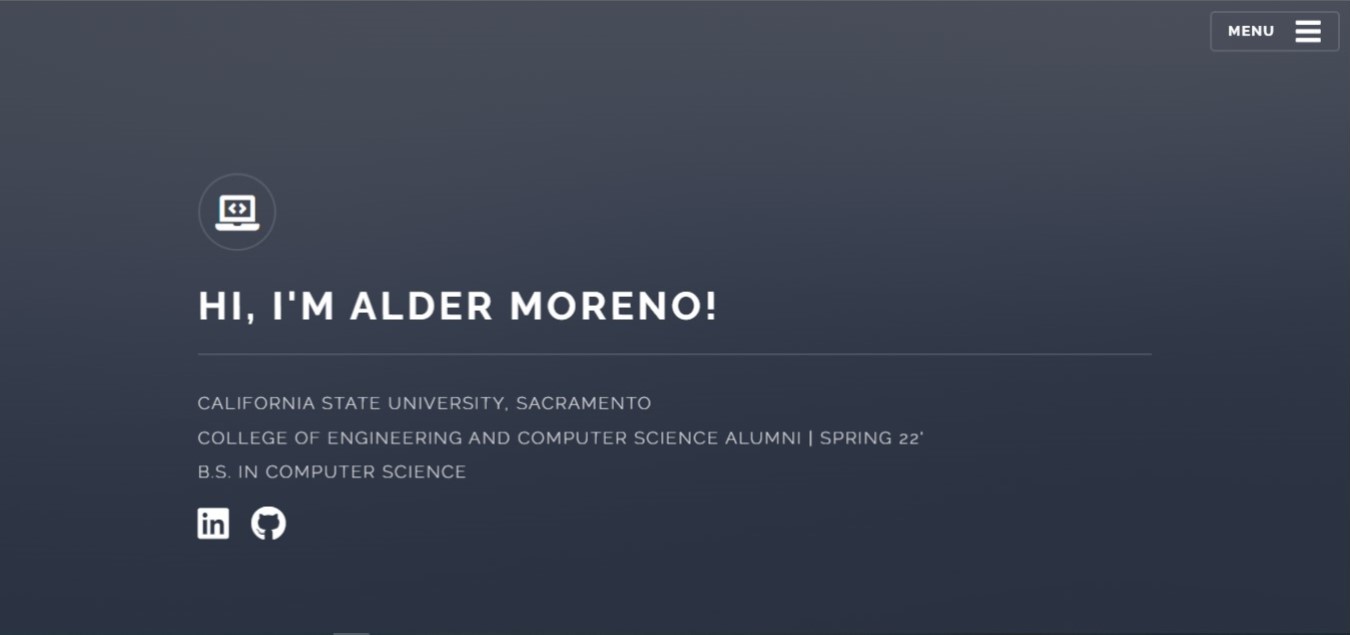 MENU
HI, I'M ALDER MORENO!
CALIFORNIA STATE UNIVERSITY, SACRAMENTO
COLLEGE OF ENGINEERING AND COMPUTER SCIENCE ALUMNI | SPRING 22'
B.S. IN COMPUTER SCIENCE
in